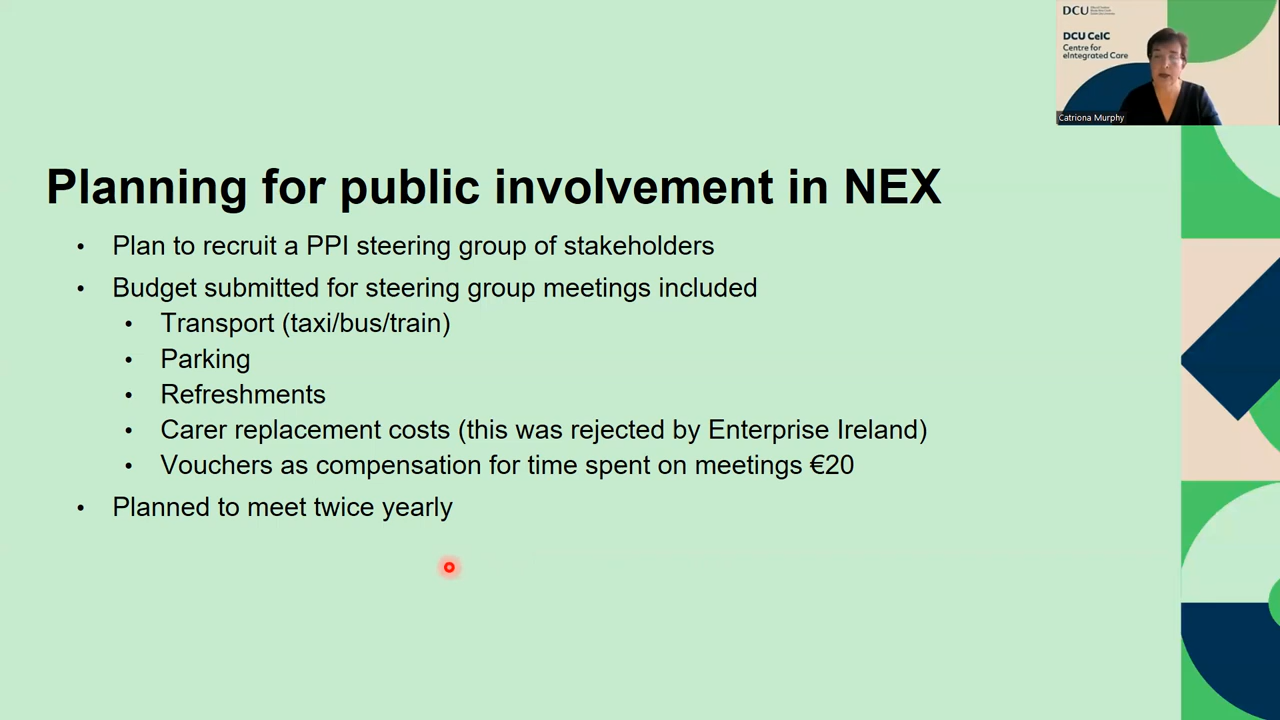 DCU
DCU CeIC
Centre for
eIntegrated Care
Catriona Murphy
Planning for public involvement in NEX
• Plan to recruit a PPI steering group of stakeholders
• Budget submitted for steering group meetings included
• Transport (taxi/bus/train)
• Parking
• Refreshments
• Carer replacement costs (this was rejected by Enterprise Ireland)
• Vouchers as compensation for time spent on meetings €20
• Planned to meet twice yearly